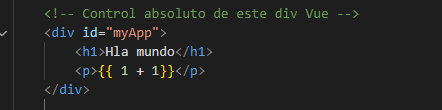 <!-- Control absoluto de este div Vue -->
<div id="myApp">
<h1>Hla mundo</h1>
<p>{{ 1 + 1}}</p>
</div>